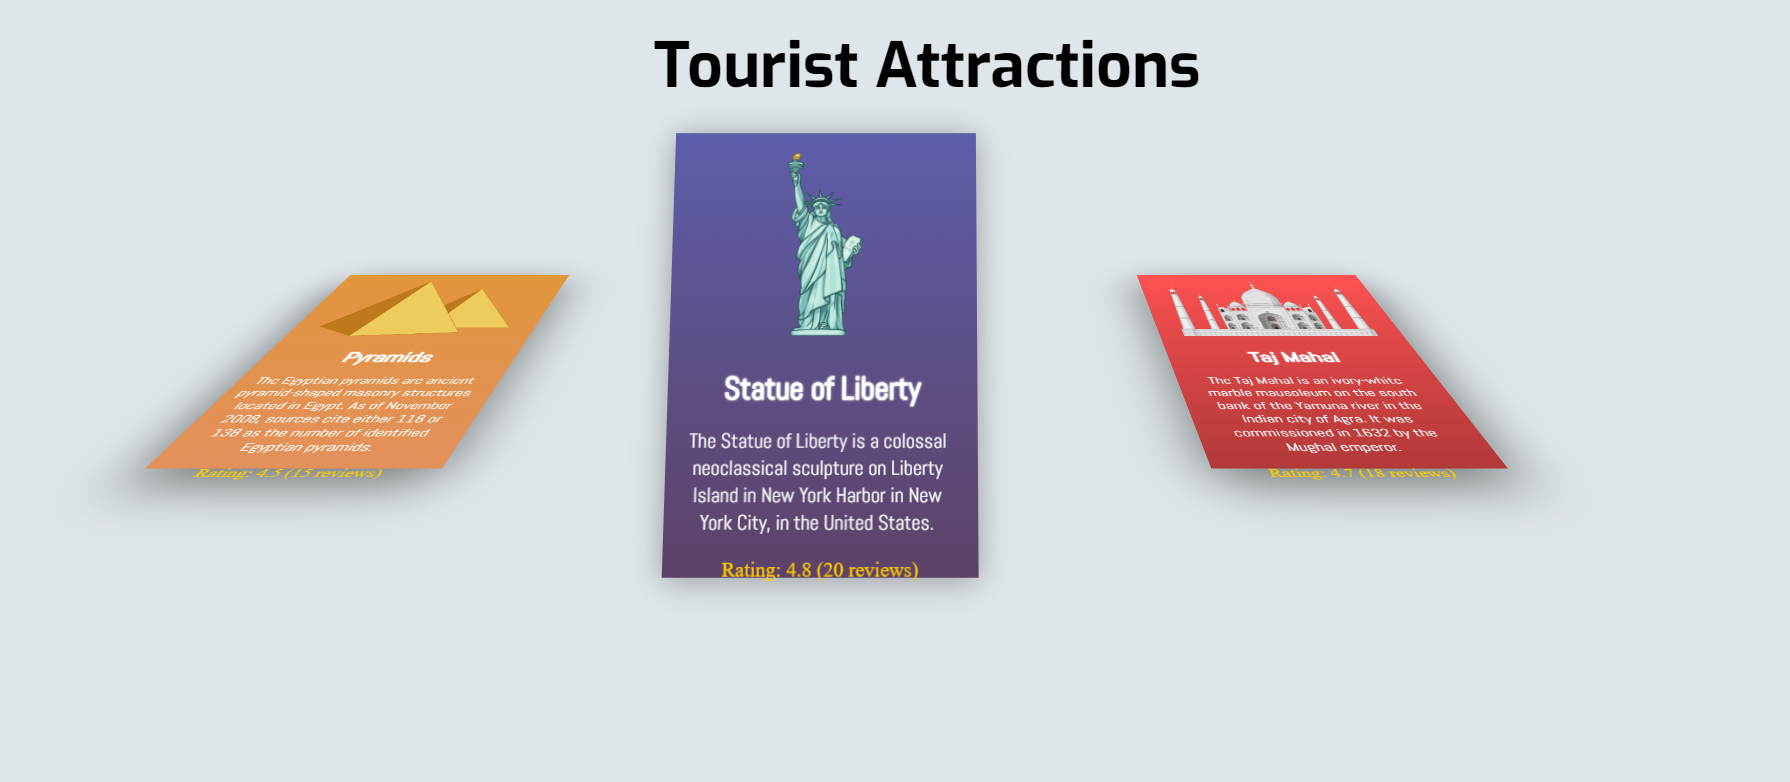 Tourist Attractions
Pyramids
The Egyptian pyramids are ancient
pyramid-shaped masonry structures
located in Egypt. As of November
2008, sources cite either 118 or
138 as the number of identified
Egyptian pyramids.
Rating: 4.5 (15 reviews)
Statue of Liberty
The Statue of Liberty is a colossal
neoclassical sculpture on Liberty
Island in New York Harbor in New
York City, in the United States.
Rating: 4.8 (20 reviews)
Taj Mahal
The Taj Mahal is an ivory-white
marble mausoleum on the south
bank of the Yamuna river in the
Indian city of Agra. It was
commissioned in 1632 by the
Mughal emperor.
Rating: 4.7 (18 reviews)